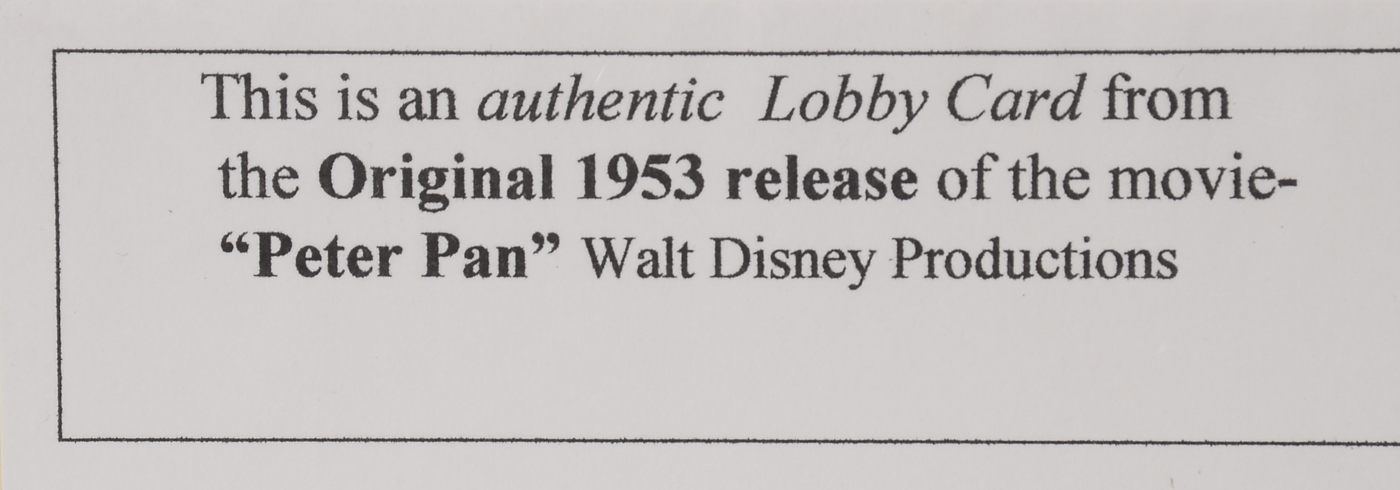 This is an authentic Lobby Card from
the Original 1953 release of the movie-
“Peter Pan” Walt Disney Productions